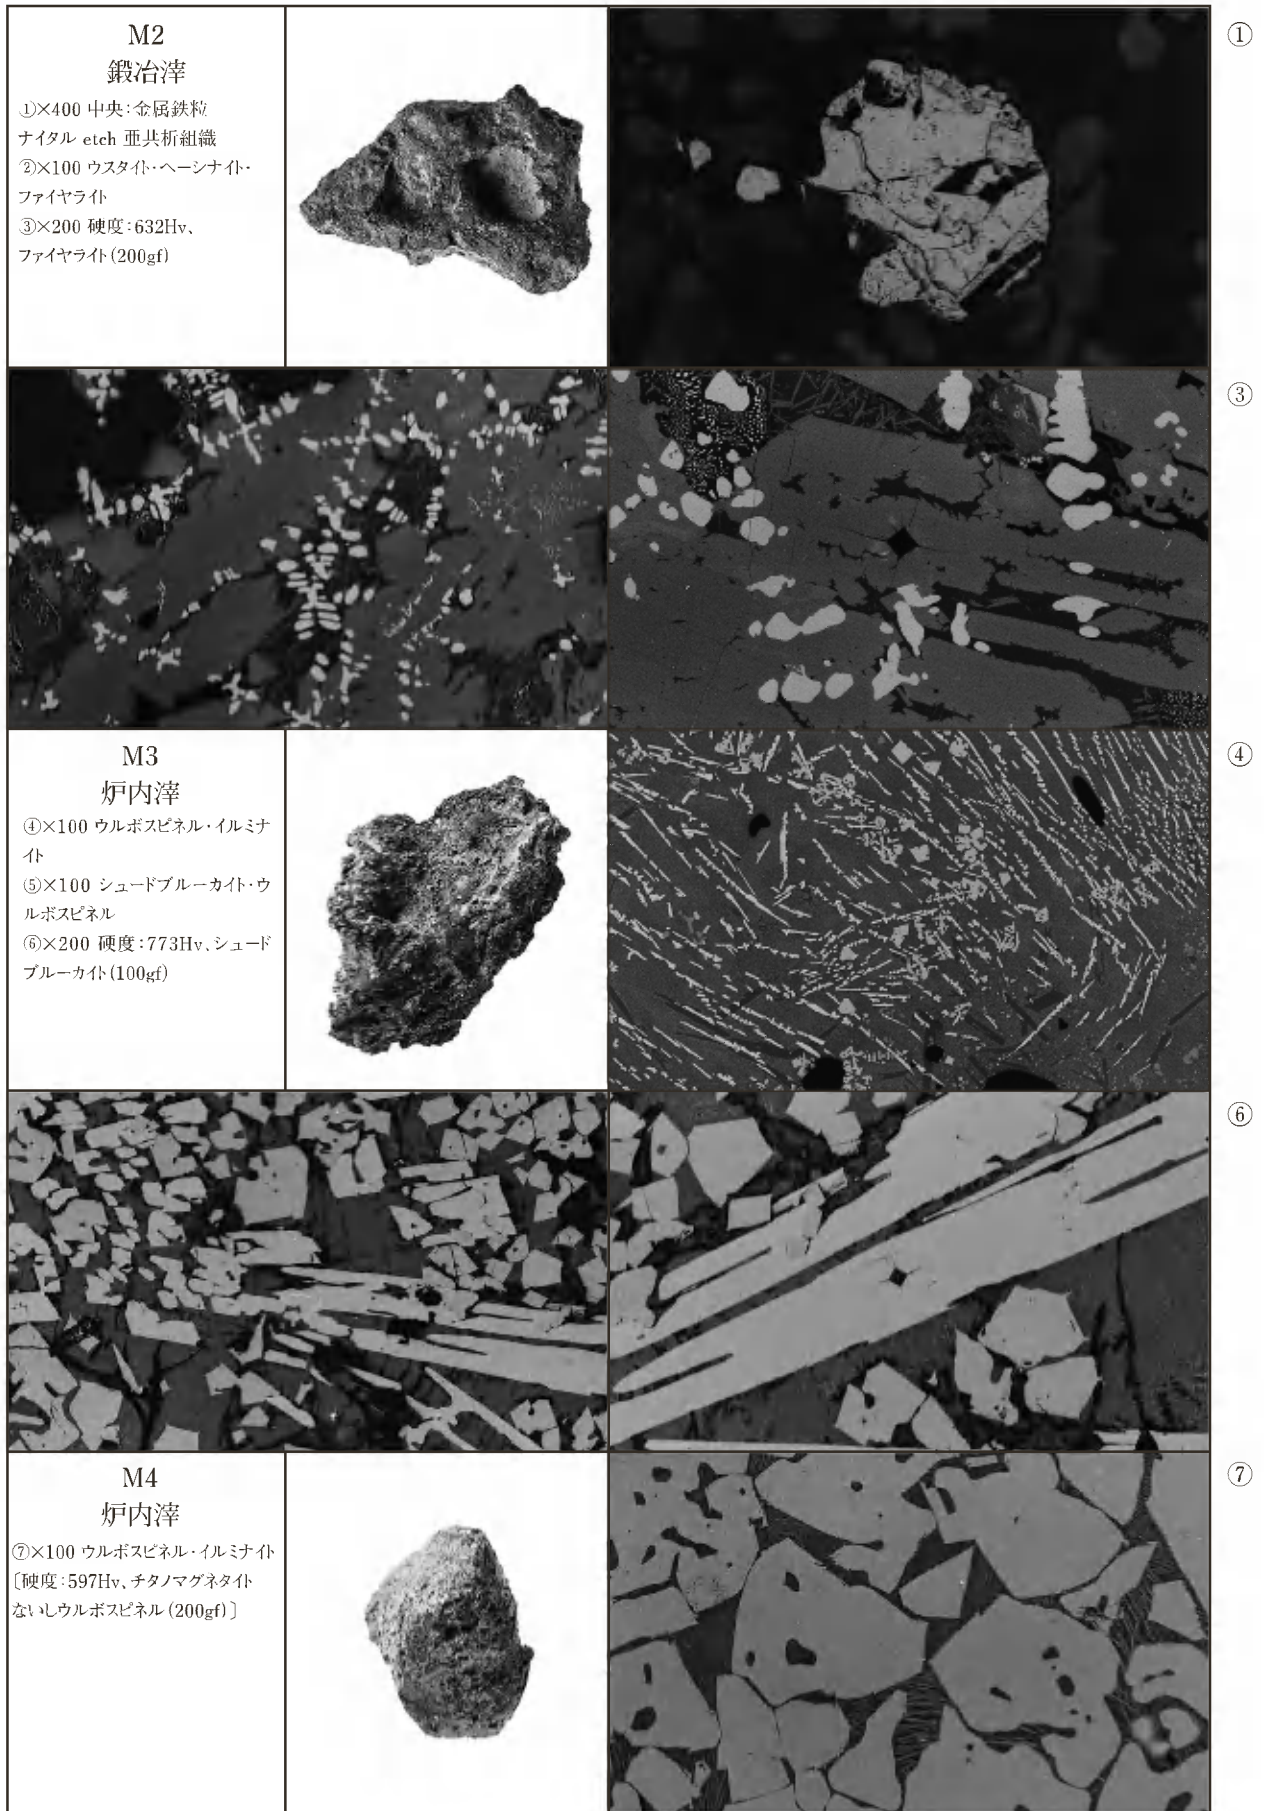 M2
鍛冶滓
①×400 中央:金属鉄粒
ナイタル etch 亜共析組織
②×100 ウスタイト・ヘーシナイト・
ファイヤライト
③×200 硬度:632Hv、
ファイヤライト(200gf)
①
③
M3
炉内滓
④×100 ウルボスピネル・イルミナ
イト
⑤×100 シュードブルーカイト・ウ
ルボスピネル
⑥×200 硬度:773Hv、シュード
ブルーカイト(100gf)
④
⑥
M4
炉内滓
⑦×100 ウルボスピネル・イルミナイト
〔硬度:597Hv、チタノマグネタイト
ないしウルボスピネル(200gf)〕
⑦